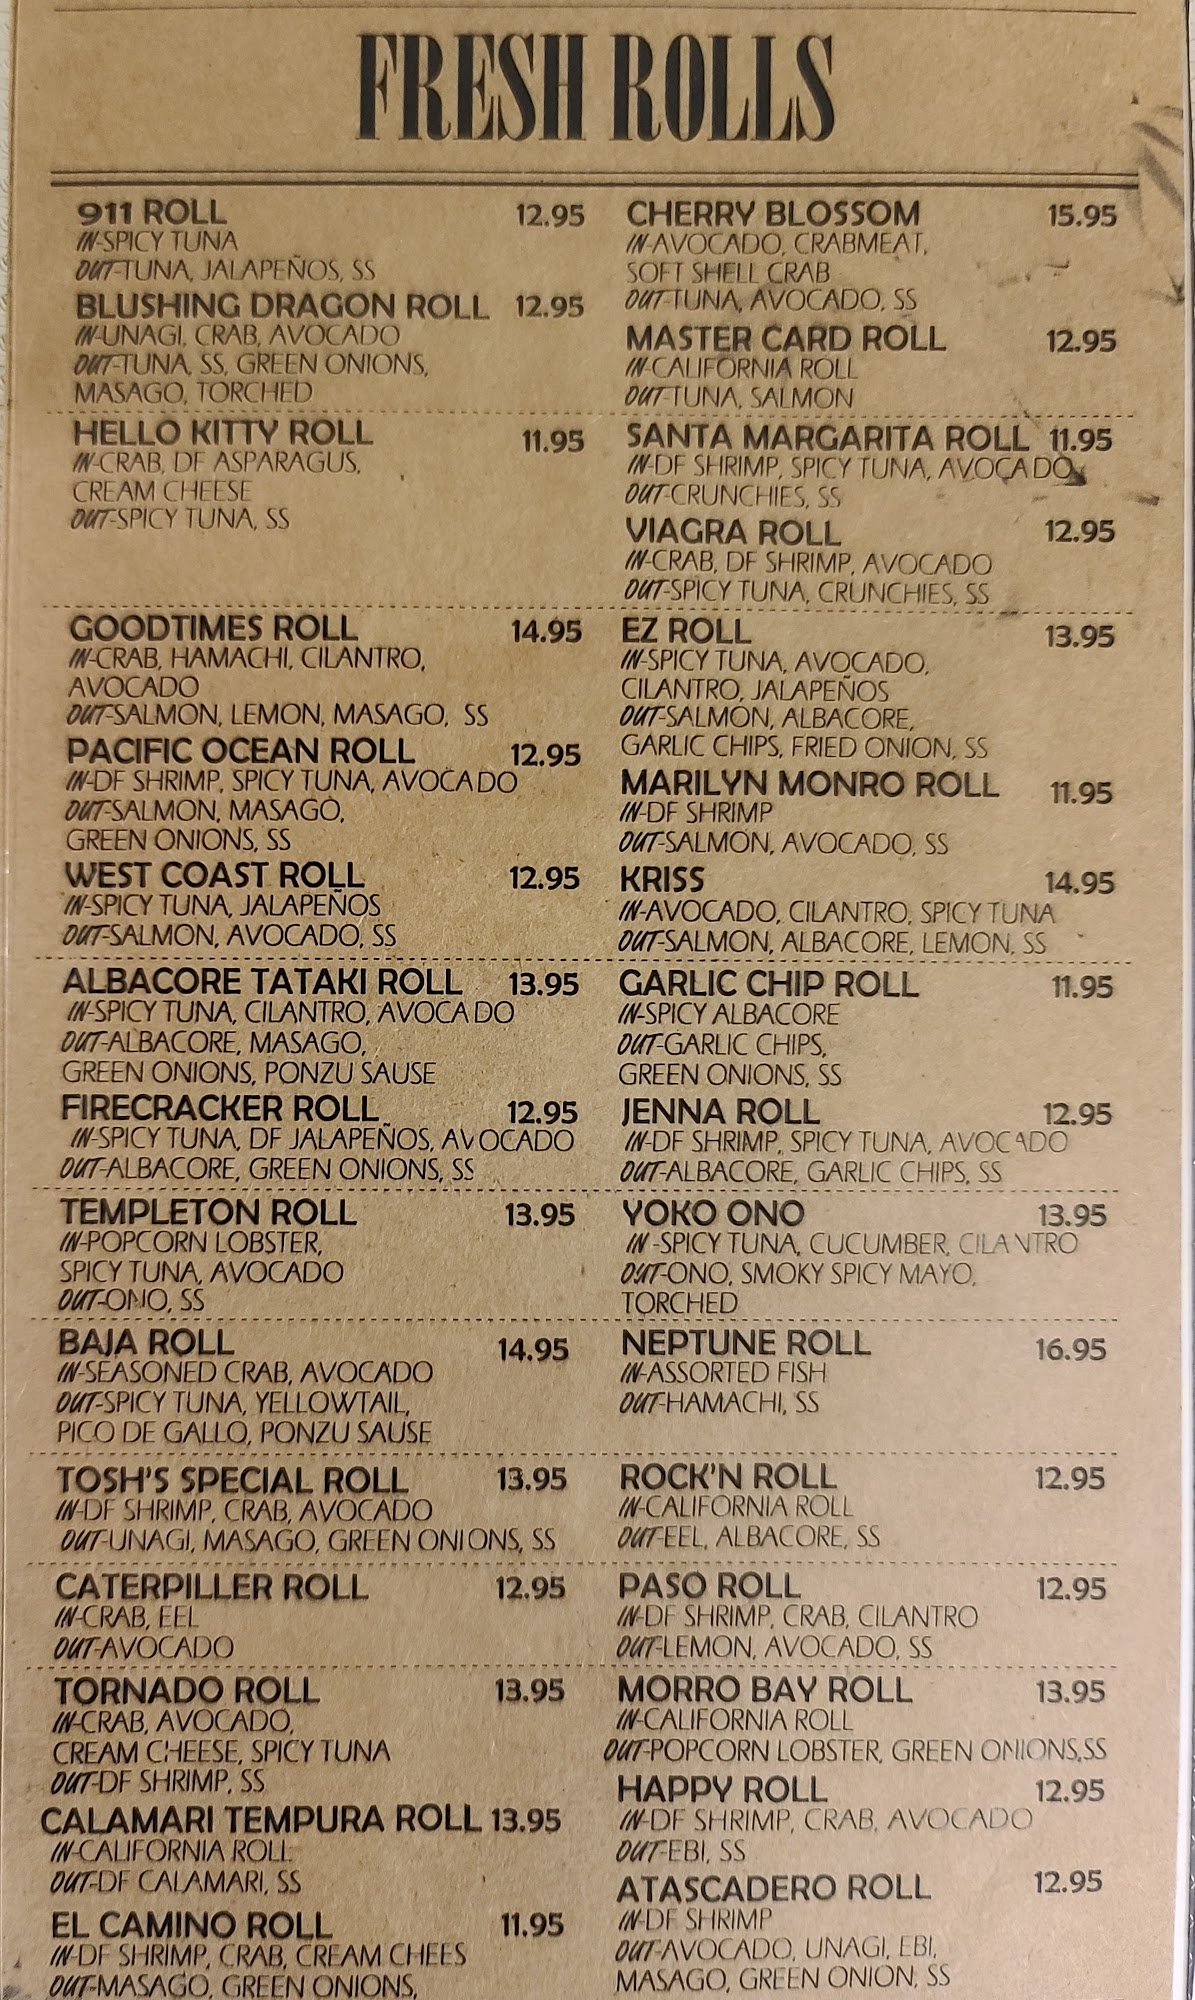 FRESH ROLLS
911 ROLL 12.95
IN-SPICY TUNA
OUT-TUNA, JALAPEÑOS, SS
BLUSHING DRAGON ROLL 12.95
IN-UNAGI, CRAB, AVOCADO
OUT-TUNA, SS, GREEN ONIONS,
MASAGO, TORCHED
HELLO KITTY ROLL 11.95
IN-CRAB, DF ASPARAGUS,
CREAM CHEESE
OUT-SPICY TUNA, SS
GOODTIMES ROLL 14.95
IN-CRAB, HAMACHI, CILANTRO,
AVOCADO
OUT-SALMON, LEMON, MASAGO, SS
PACIFIC OCEAN ROLL 12.95
IN-DF SHRIMP, SPICY TUNA, AVOCADO
OUT-SALMON, MASAGO,
GREEN ONIONS, SS
WEST COAST ROLL 12.95
IN-SPICY TUNA, JALAPEÑOS
OUT-SALMON, AVOCADO, SS
ALBACORE TATAKI ROLL 13.95
IN-SPICY TUNA, CILANTRO, AVOCADO
OUT-ALBACORE, MASAGO,
GREEN ONIONS, PONZU SAUSE
FIRECRACKER ROLL 12.95
IN-SPICY TUNA, DF JALAPEÑOS, AVOCADO
OUT-ALBACORE, GREEN ONIONS, SS
TEMPLETON ROLL 13.95
IN-POPCORN LOBSTER,
SPICY TUNA, AVOCADO
OUT-ONO, SS
BAJA ROLL 14.95
IN-SEASONED CRAB, AVOCADO
OUT-SPICY TUNA, YELLOWTAIL,
PICO DE GALLO, PONZU SAUSE
TOSH'S SPECIAL ROLL 13.95
IN-DF SHRIMP, CRAB, AVOCADO
OUT-UNAGI, MASAGO, GREEN ONIONS, SS
CATERPILLER ROLL 12.95
IN-CRAB, EEL
OUT-AVOCADO
TORNADO ROLL 13.95
IN-CRAB, AVOCADO,
CREAM CHEESE, SPICY TUNA
OUT-DF SHRIMP, SS
CALAMARI TEMPURA ROLL 13.95
IN-CALIFORNIA ROLL
OUT-DF CALAMARI, SS
EL CAMINO ROLL 11.95
IN-DF SHRIMP, CRAB, CREAM CHEES
OUT-MASAGO, GREEN ONIONS,
CHERRY BLOSSOM 15.95
IN-AVOCADO, CRABMEAT,
SOFT SHELL CRAB
OUT-TUNA, AVOCADO, SS
MASTER CARD ROLL 12.95
IN-CALIFORNIA ROLL
OUT-TUNA, SALMON
SANTA MARGARITA ROLL 11.95
IN-DF SHRIMP, SPICY TUNA, AVOCADO
OUT-CRUNCHIES, SS
VIAGRA ROLL 12.95
IN-CRAB, DF SHRIMP, AVOCADO
OUT-SPICY TUNA, CRUNCHIES, SS
EZ ROLL 13.95
IN-SPICY TUNA, AVOCADO,
CILANTRO, JALAPEÑOS
OUT-SALMON, ALBACORE,
GARLIC CHIPS, FRIED ONION, SS
MARILYN MONRO ROLL 11.95
IN-DF SHRIMP
OUT-SALMON, AVOCADO, SS
KRISS 14.95
IN-AVOCADO, CILANTRO, SPICY TUNA
OUT-SALMON, ALBACORE, LEMON, SS
GARLIC CHIP ROLL 11.95
IN-SPICY ALBACORE
OUT-GARLIC CHIPS,
GREEN ONIONS, SS
JENNA ROLL 12.95
IN-DF SHRIMP, SPICY TUNA, AVOCADO
OUT-ALBACORE, GARLIC CHIPS, SS
YOKO ONO 13.95
IN-SPICY TUNA, CUCUMBER, CILANTRO
OUT-ONO, SMOKY SPICY MAYO,
TORCHED
NEPTUNE ROLL 16.95
IN-ASSORTED FISH
OUT-HAMACHI, SS
ROCK'N ROLL 12.95
IN-CALIFORNIA ROLL
OUT-EEL, ALBACORE, SS
PASO ROLL 12.95
IN-DF SHRIMP, CRAB, CILANTRO
OUT-LEMON, AVOCADO, SS
MORRO BAY ROLL 13.95
IN-CALIFORNIA ROLL
OUT-POPCORN LOBSTER, GREEN ONIONS,SS
HAPPY ROLL 12.95
IN-DF SHRIMP, CRAB, AVOCADO
OUT-EBI, SS
ATASCADERO ROLL 12.95
IN-DF SHRIMP
OUT-AVOCADO, UNAGI, EBI,
MASAGO, GREEN ONION, SS